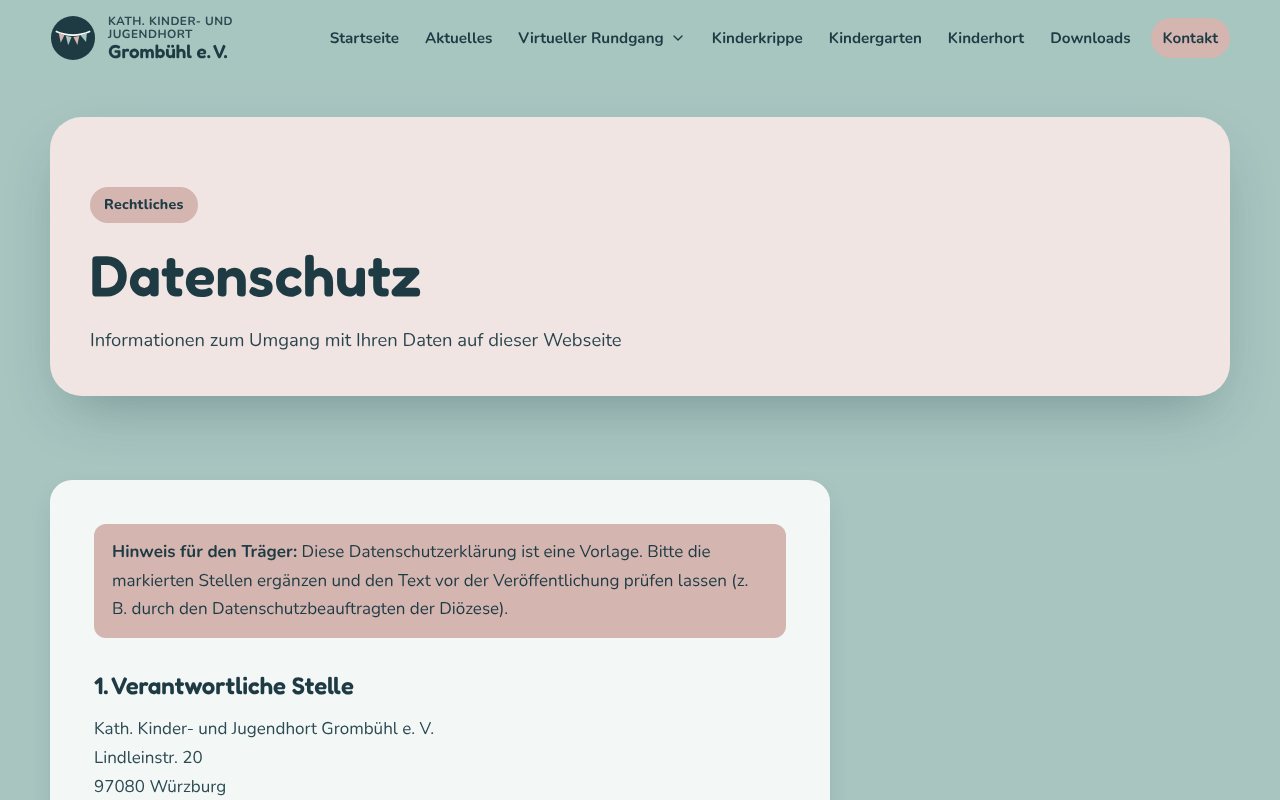 KATH. KINDER- UND
JUGENDHORT
Grombühl e. V.
Startseite Aktuelles Virtueller Rundgang Kinderkrippe Kindergarten Kinderhort Downloads Kontakt
Rechtliches
Datenschutz
Informationen zum Umgang mit Ihren Daten auf dieser Webseite
Hinweis für den Träger: Diese Datenschutzerklärung ist eine Vorlage. Bitte die
markierten Stellen ergänzen und den Text vor der Veröffentlichung prüfen lassen (z.
B. durch den Datenschutzbeauftragten der Diözese).
1. Verantwortliche Stelle
Kath. Kinder- und Jugendhort Grombühl e. V.
Lindleinstr. 20
97080 Würzburg